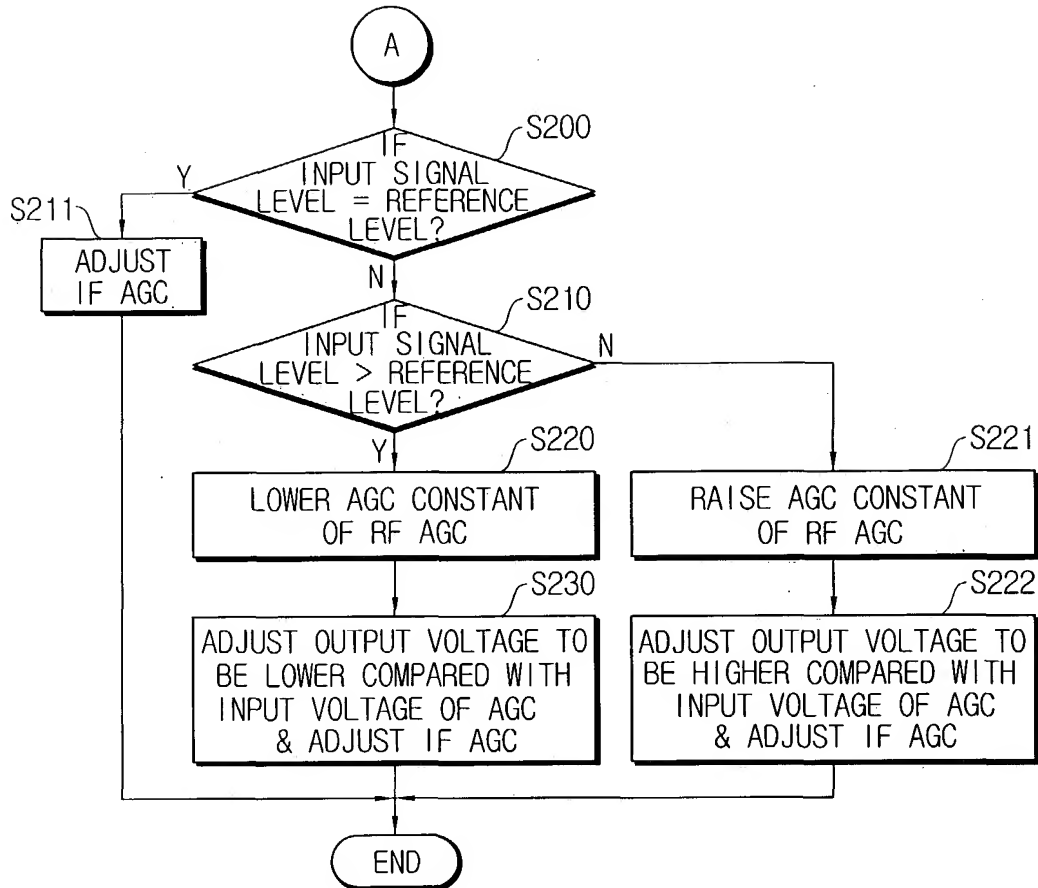 A
S200
IF
INPUT SIGNAL
LEVEL = REFERENCE
LEVEL?
Y
S211
ADJUST
IF AGC
N
S210
IF
INPUT SIGNAL
LEVEL > REFERENCE
LEVEL?
N
Y
S220
LOWER AGC CONSTANT
OF RF AGC
S221
RAISE AGC CONSTANT
OF RF AGC
S230
ADJUST OUTPUT VOLTAGE TO
BE LOWER COMPARED WITH
INPUT VOLTAGE OF AGC
& ADJUST IF AGC
S222
ADJUST OUTPUT VOLTAGE TO
BE HIGHER COMPARED WITH
INPUT VOLTAGE OF AGC
& ADJUST IF AGC
END